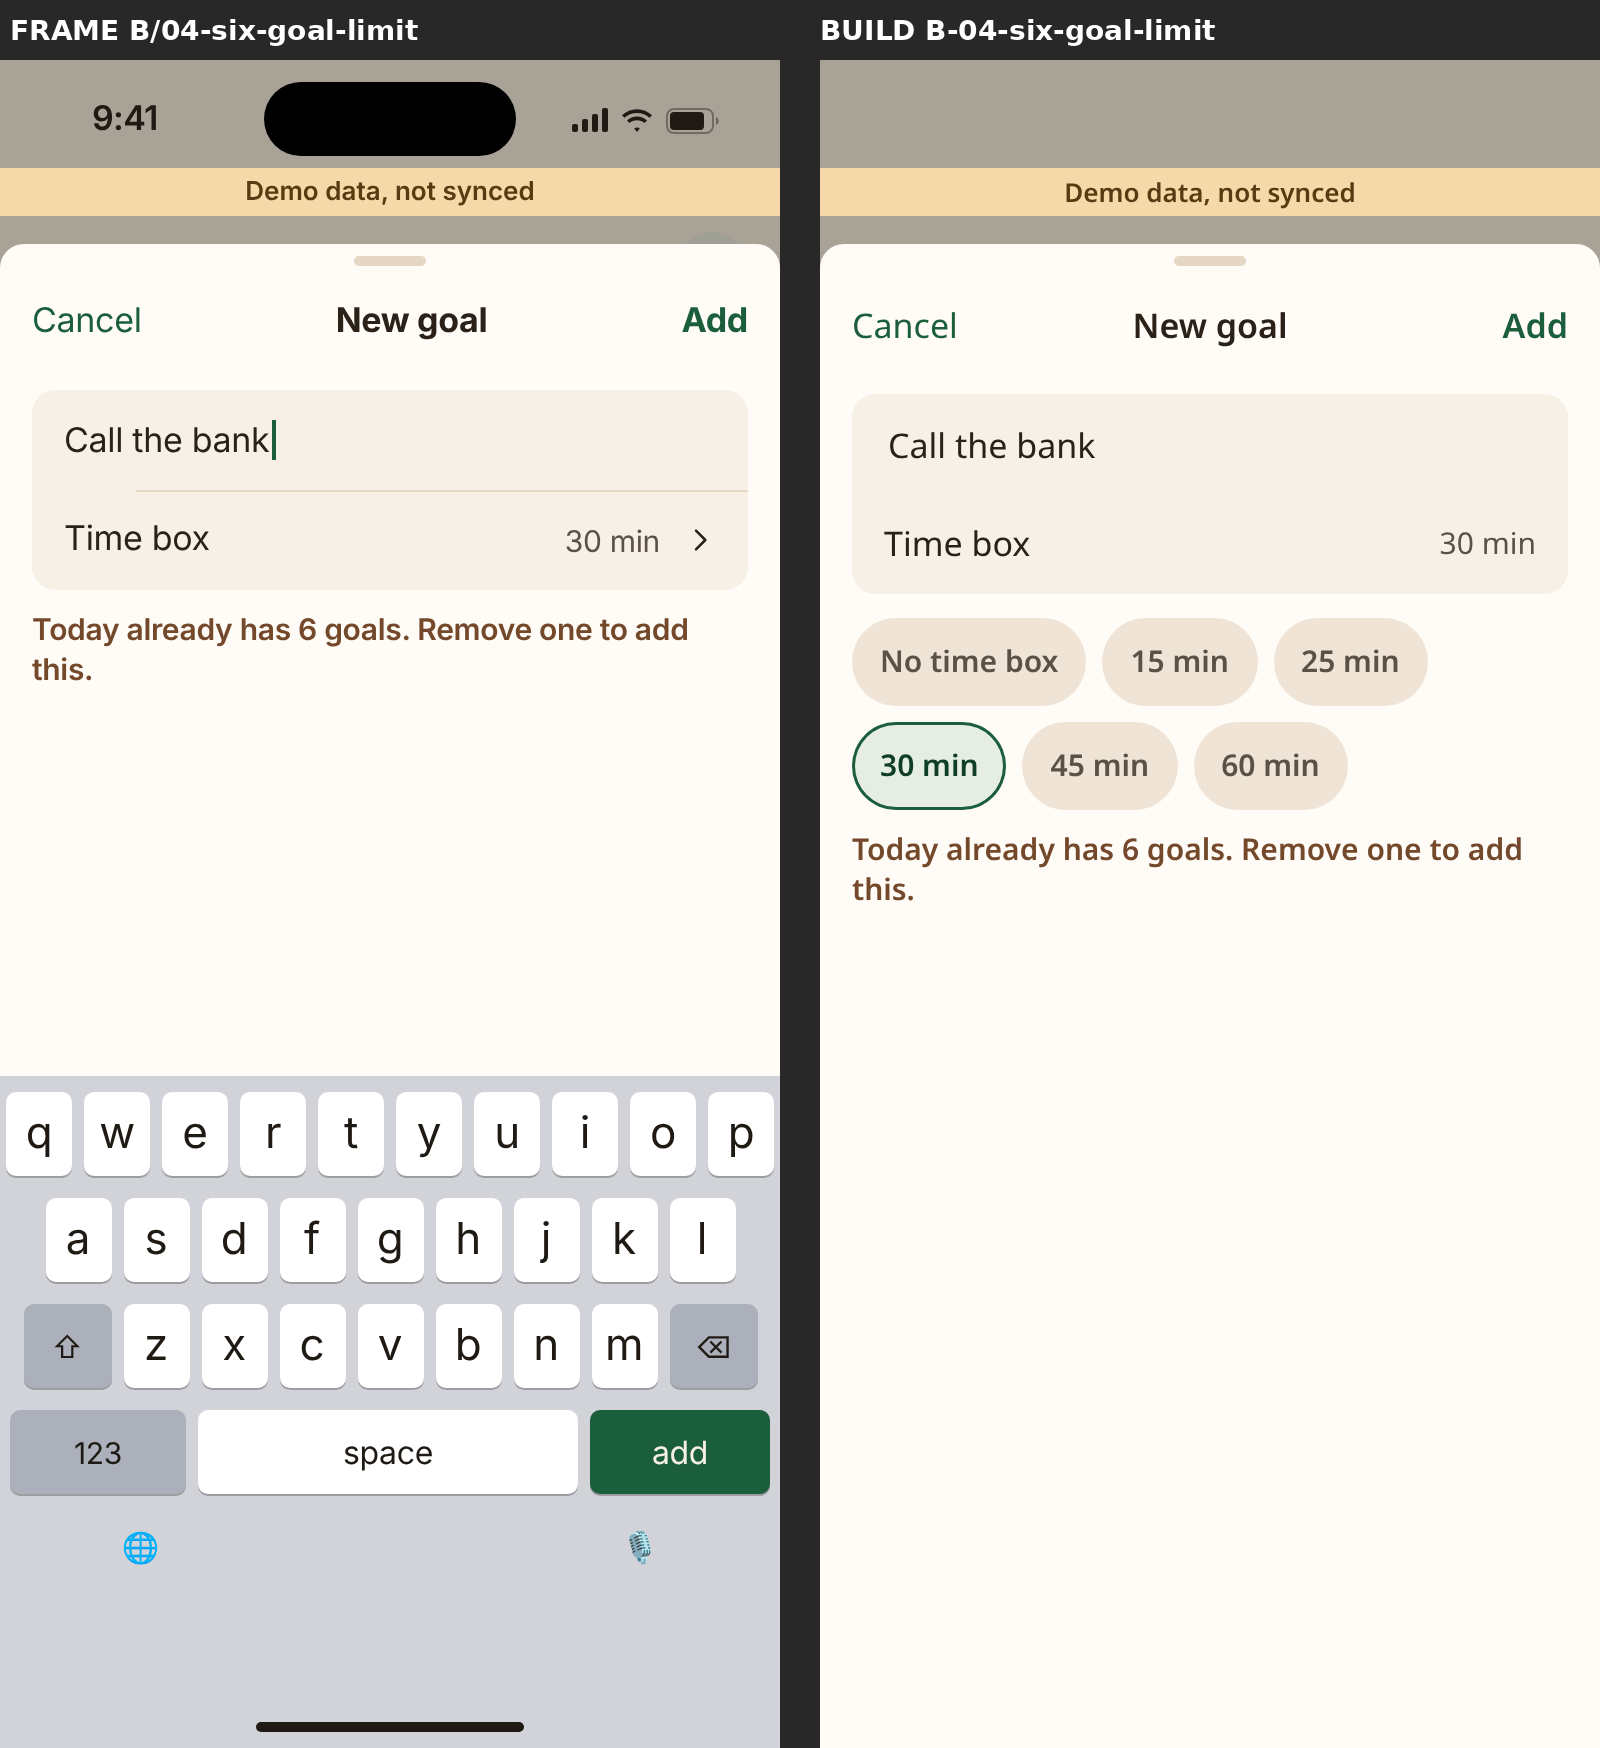 FRAME B/04-six-goal-limit
9:41
Demo data, not synced
Cancel New goal Add
Call the bank
Time box 30 min
Today already has 6 goals. Remove one to add
this.
q w e r t y u i o p
a s d f g h j k l
z x c v b n m
123 space add
BUILD B-04-six-goal-limit
Demo data, not synced
Cancel New goal Add
Call the bank
Time box 30 min
No time box 15 min 25 min
30 min 45 min 60 min
Today already has 6 goals. Remove one to add
this.